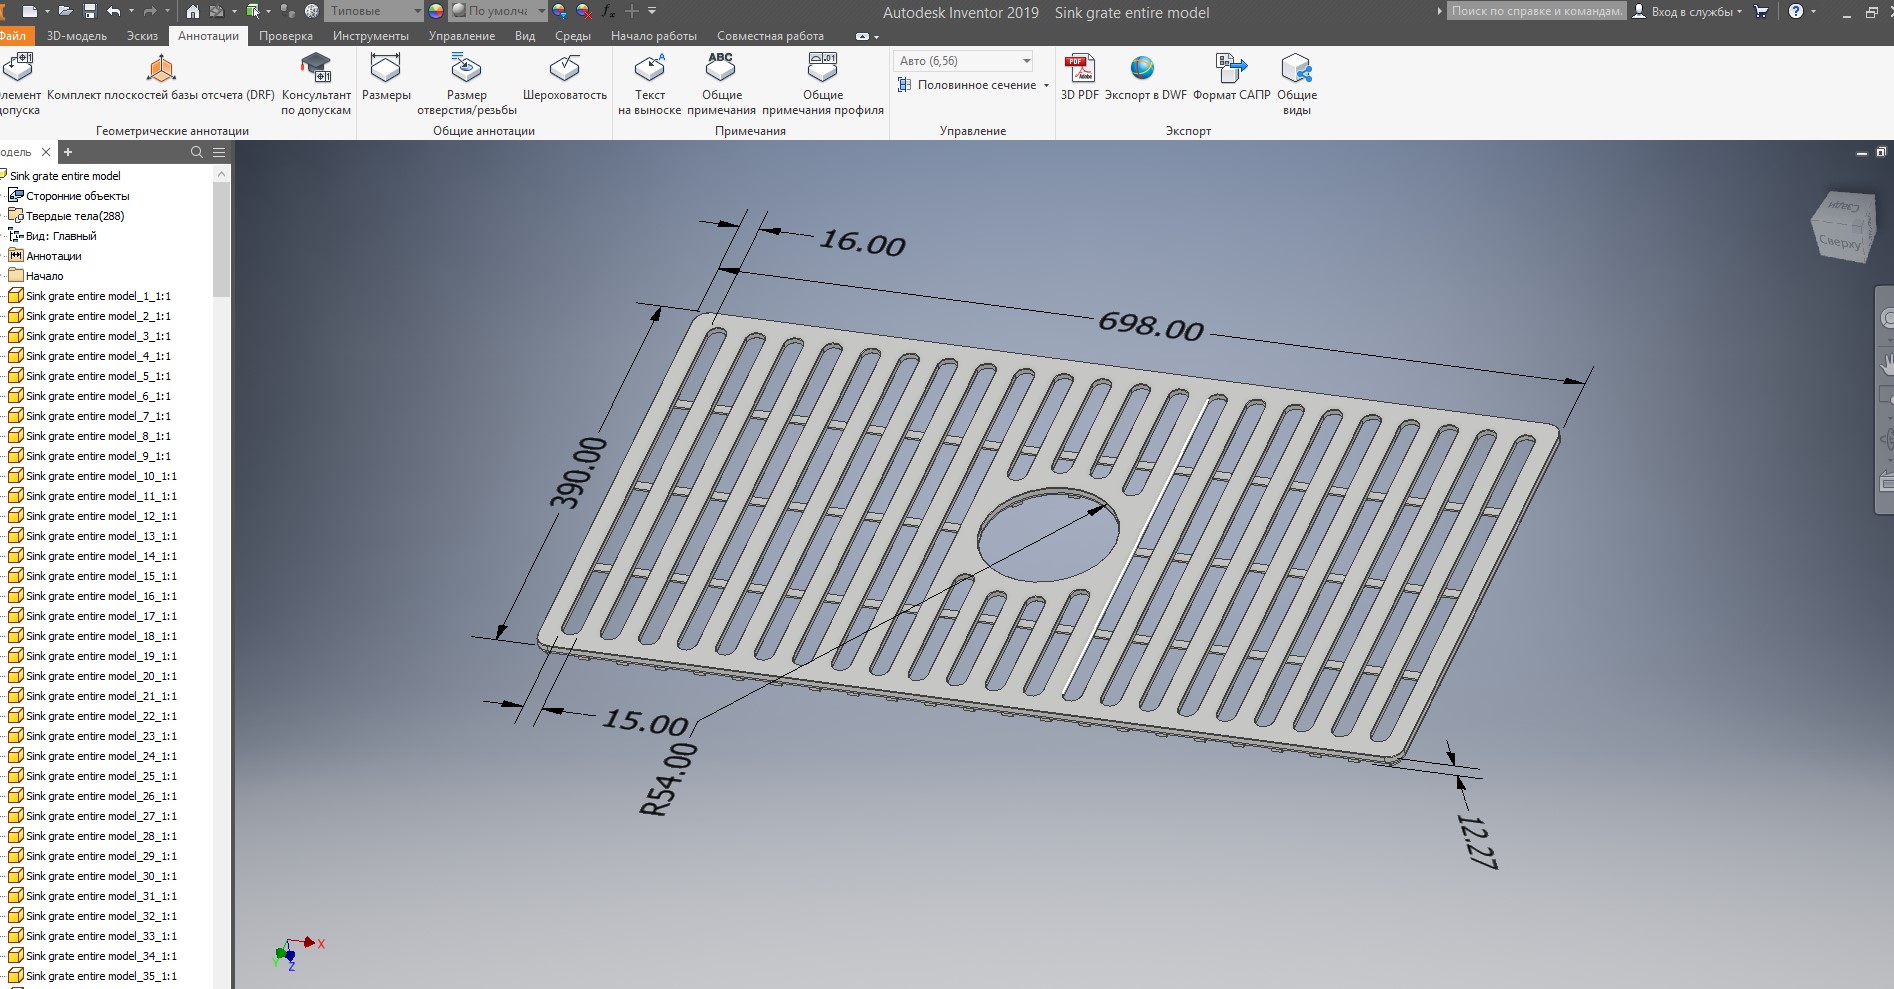 Типовые
По умолча
Autodesk Inventor 2019 Sink grate entire model
Поиск по справке и командам.
Вход в службы
Файл 3D-модель Эскиз Аннотации Проверка Инструменты Управление Вид Среды Начало работы Совместная работа
Комплект плоскостей базы отсчета (DRF)
Консультант
по допускам
Геометрические аннотации
Размеры
Размер
отверстия/резьбы
Шероховатость
Общие аннотации
Текст
на выноске
ABC
Общие
примечания
Общие
примечания профиля
Примечания
Авто (6,56)
Половинное сечение
Управление
3D PDF
Экспорт в DWF
Формат САПР
Общие
виды
Экспорт
Sink grate entire model
Сторонние объекты
Твердые тела(288)
Вид: Главный
Аннотации
Начало
Sink grate entire model_1_1:1
Sink grate entire model_2_1:1
Sink grate entire model_3_1:1
Sink grate entire model_4_1:1
Sink grate entire model_5_1:1
Sink grate entire model_6_1:1
Sink grate entire model_7_1:1
Sink grate entire model_8_1:1
Sink grate entire model_9_1:1
Sink grate entire model_10_1:1
Sink grate entire model_11_1:1
Sink grate entire model_12_1:1
Sink grate entire model_13_1:1
Sink grate entire model_14_1:1
Sink grate entire model_15_1:1
Sink grate entire model_16_1:1
Sink grate entire model_17_1:1
Sink grate entire model_18_1:1
Sink grate entire model_19_1:1
Sink grate entire model_20_1:1
Sink grate entire model_21_1:1
Sink grate entire model_22_1:1
Sink grate entire model_23_1:1
Sink grate entire model_24_1:1
Sink grate entire model_25_1:1
Sink grate entire model_26_1:1
Sink grate entire model_27_1:1
Sink grate entire model_28_1:1
Sink grate entire model_29_1:1
Sink grate entire model_30_1:1
Sink grate entire model_31_1:1
Sink grate entire model_32_1:1
Sink grate entire model_33_1:1
Sink grate entire model_34_1:1
Sink grate entire model_35_1:1
16.00
698.00
390.00
15.00
R54.00
12.27
Сзади
Сверху
X
Y
Z